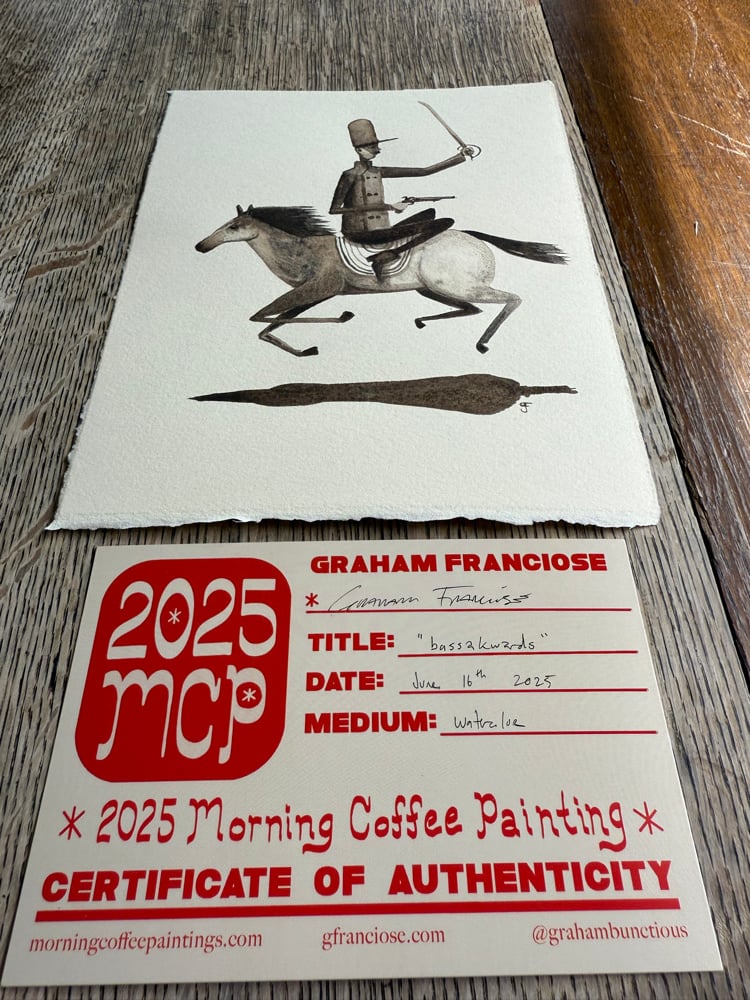 GF
2025
MCP
GRAHAM FRANCIOSE
* Graham Franciose
TITLE: "bassakwards"
DATE: June 16th 2025
MEDIUM: Watercolor
* 2025 Morning Coffee Painting *
CERTIFICATE OF AUTHENTICITY
morningcoffeepaintings.com gfranciose.com @grahambunctious